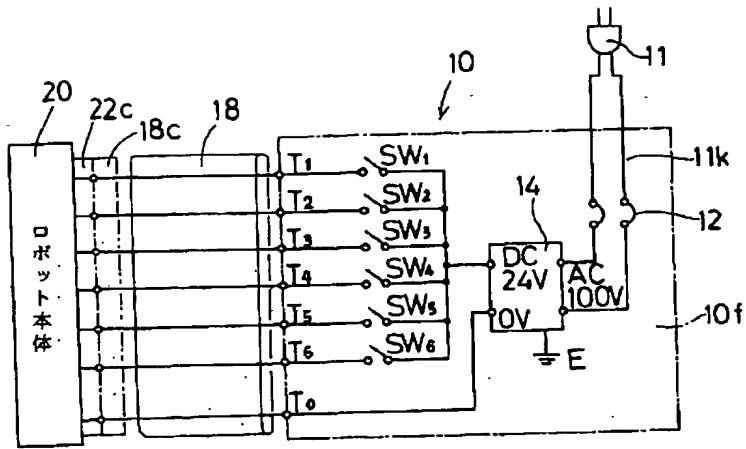 11
10
20
22c
18c
18
11k
12
T1
SW1
T2
SW2
T3
SW3
T4
SW4
T5
SW5
T6
SW6
T0
14
DC
24V
0V
AC
100V
E
10f
ロボット本体